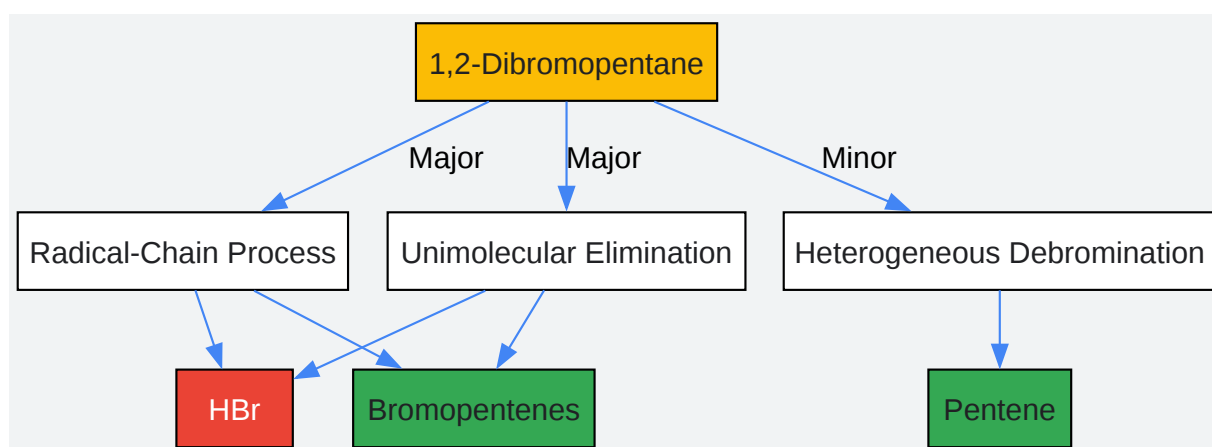 1,2-Dibromopentane
Major
Major
Minor
Radical-Chain Process
Unimolecular Elimination
Heterogeneous Debromination
HBr
Bromopentenes
Pentene